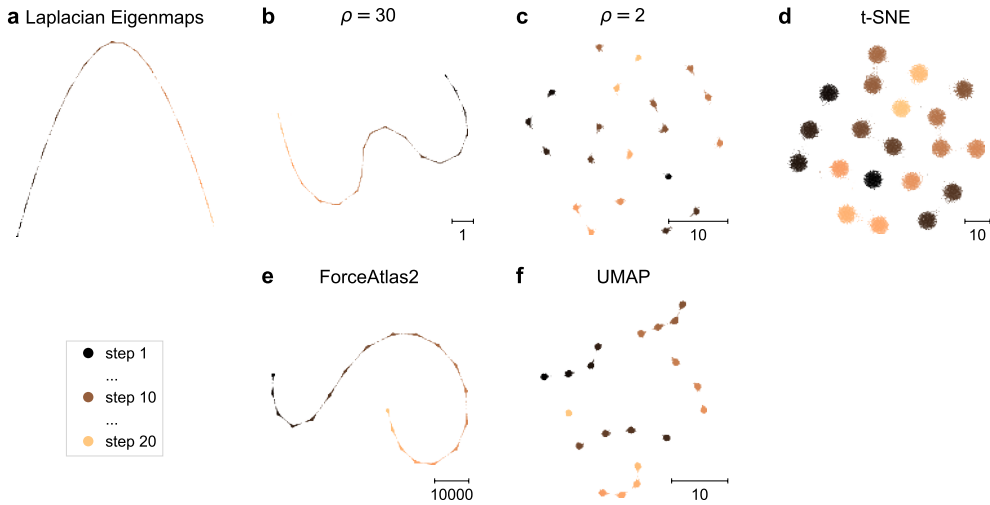 a Laplacian Eigenmaps
b ρ = 30
c ρ = 2
d t-SNE
1
10
10
e ForceAtlas2
f UMAP
step 1
...
step 10
...
step 20
10000
10